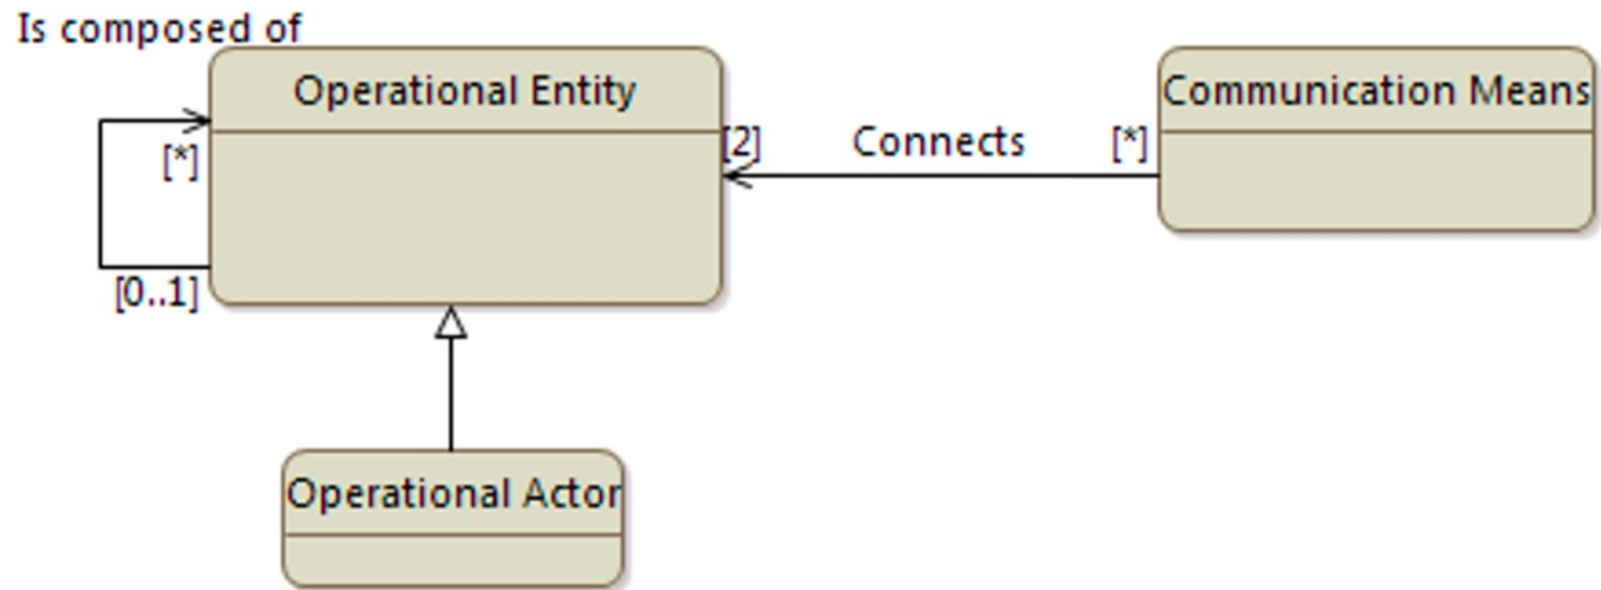 Is composed of
Operational Entity
Communication Means
[2] Connects [*]
[*]
[0..1]
Operational Actor